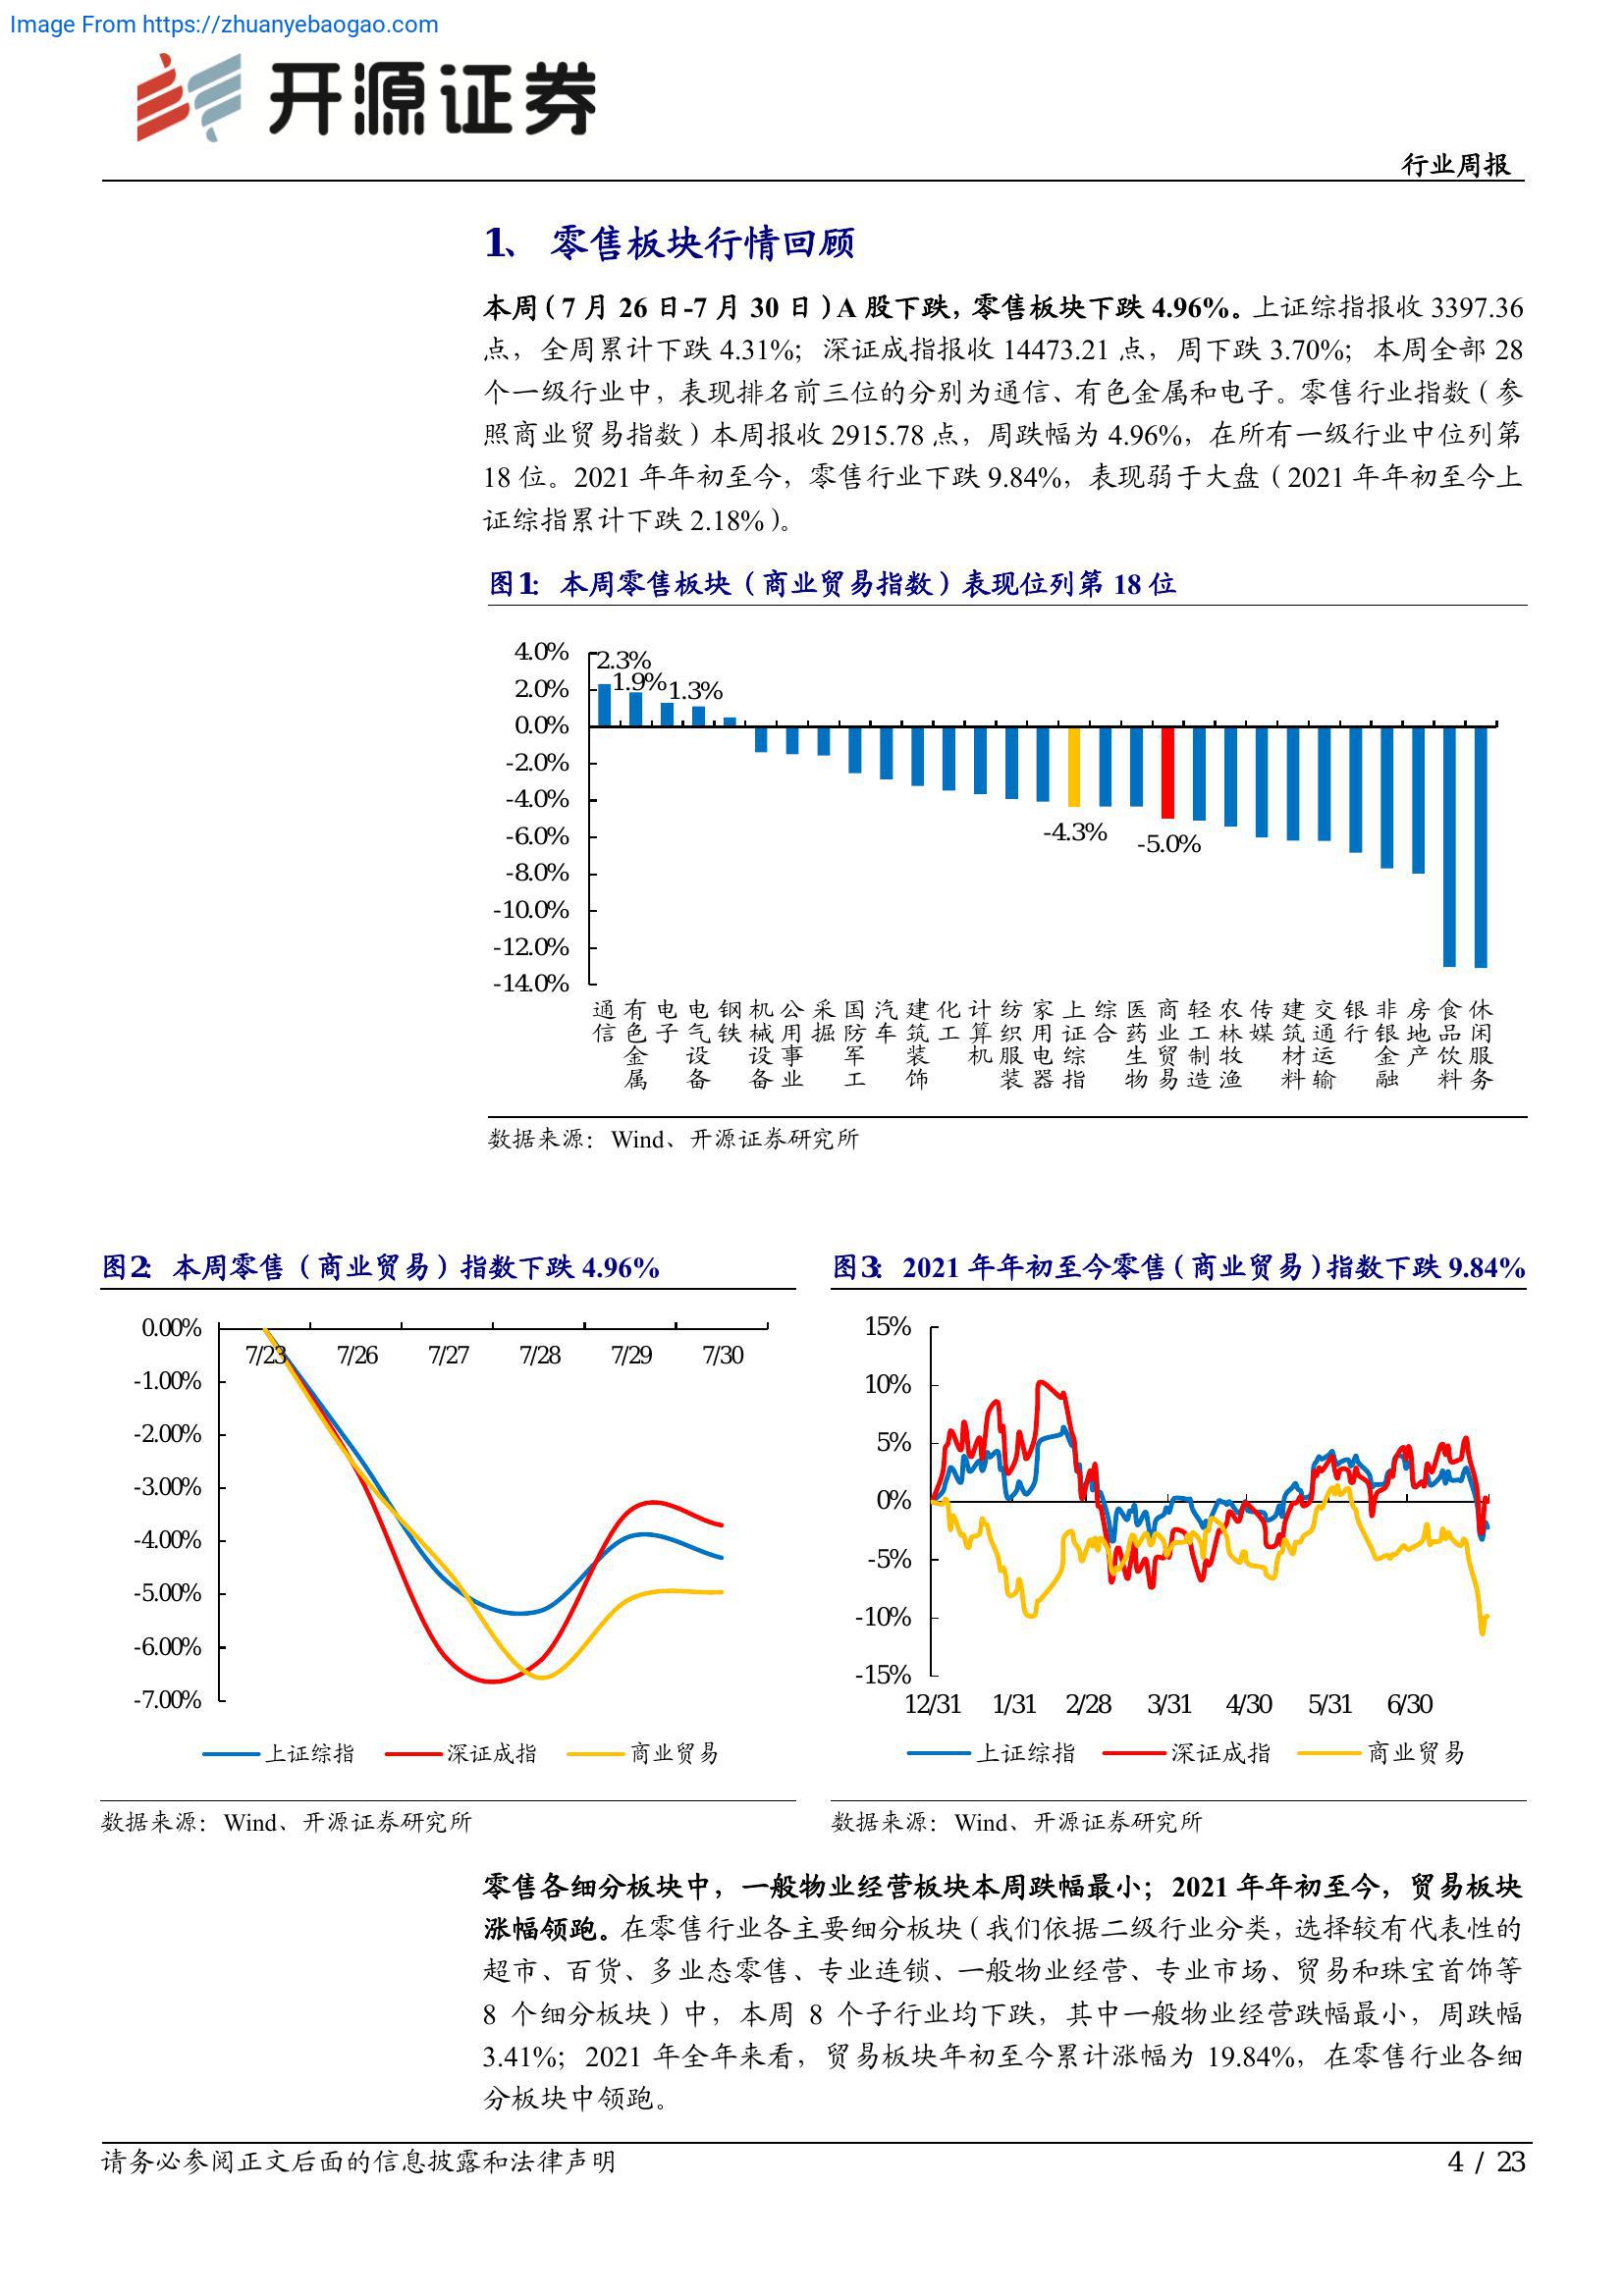 Image From https://zhuanyebaogao.com
开源证券
行业周报
1、 零售板块行情回顾
本周（7 月 26 日-7 月 30 日）A 股下跌，零售板块下跌 4.96%。上证综指报收 3397.36
点，全周累计下跌 4.31%；深证成指报收 14473.21 点，周下跌 3.70%；本周全部 28
个一级行业中，表现排名前三位的分别为通信、有色金属和电子。零售行业指数（参
照商业贸易指数）本周报收 2915.78 点，周跌幅为 4.96%，在所有一级行业中位列第
18 位。2021 年年初至今，零售行业下跌 9.84%，表现弱于大盘（2021 年年初至今上
证综指累计下跌 2.18%）。
图1： 本周零售板块（商业贸易指数）表现位列第 18 位
4.0%
2.0%
0.0%
-2.0%
-4.0%
-6.0%
-8.0%
-10.0%
-12.0%
-14.0%
2.3%
1.9%
1.3%
-4.3%
-5.0%
通信
有色金属
电子
电气设备
钢铁
机械设备
公用事业
采掘
国防军工
汽车
建筑装饰
化工
计算机
纺织服装
家用电器
上证综指
综合
医药生物
商业贸易
轻工制造
农林牧渔
传媒
建筑材料
交通运输
银行
非银金融
房地产
食品饮料
休闲服务
数据来源：Wind、开源证券研究所
图2： 本周零售（商业贸易）指数下跌 4.96%
0.00%
-1.00%
-2.00%
-3.00%
-4.00%
-5.00%
-6.00%
-7.00%
7/23 7/26 7/27 7/28 7/29 7/30
上证综指 深证成指 商业贸易
数据来源：Wind、开源证券研究所
图3： 2021 年年初至今零售（商业贸易）指数下跌 9.84%
15%
10%
5%
0%
-5%
-10%
-15%
12/31 1/31 2/28 3/31 4/30 5/31 6/30
上证综指 深证成指 商业贸易
数据来源：Wind、开源证券研究所
零售各细分板块中，一般物业经营板块本周跌幅最小；2021 年年初至今，贸易板块
涨幅领跑。在零售行业各主要细分板块（我们依据二级行业分类，选择较有代表性的
超市、百货、多业态零售、专业连锁、一般物业经营、专业市场、贸易和珠宝首饰等
8 个细分板块）中，本周 8 个子行业均下跌，其中一般物业经营跌幅最小，周跌幅
3.41%；2021 年全年来看，贸易板块年初至今累计涨幅为 19.84%，在零售行业各细
分板块中领跑。
请务必参阅正文后面的信息披露和法律声明
4 / 23